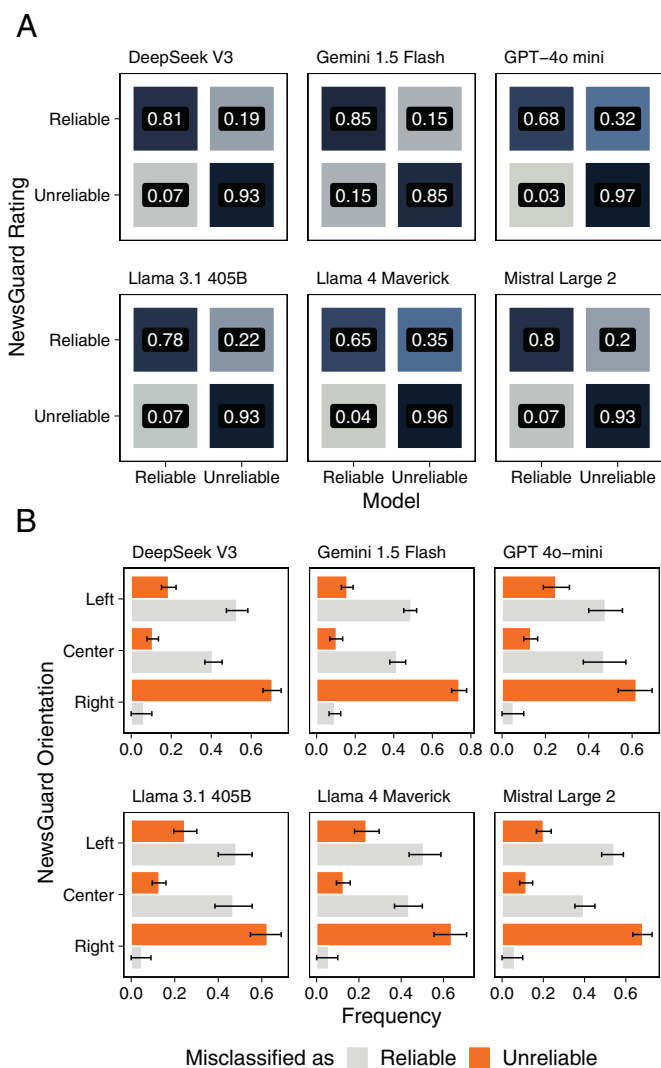 A
DeepSeek V3
Gemini 1.5 Flash
GPT−4o mini
NewsGuard Rating
Reliable
0.81 0.19
0.85 0.15
0.68 0.32
Unreliable
0.07 0.93
0.15 0.85
0.03 0.97
Llama 3.1 405B
Llama 4 Maverick
Mistral Large 2
Reliable
0.78 0.22
0.65 0.35
0.8 0.2
Unreliable
0.07 0.93
0.04 0.96
0.07 0.93
Reliable Unreliable
Reliable Unreliable
Reliable Unreliable
Model
B
DeepSeek V3
Gemini 1.5 Flash
GPT 4o−mini
NewsGuard Orientation
Left
Center
Right
0.0 0.2 0.4 0.6
0.0 0.2 0.4 0.6 0.8
0.0 0.2 0.4 0.6
Llama 3.1 405B
Llama 4 Maverick
Mistral Large 2
Left
Center
Right
0.0 0.2 0.4 0.6
0.0 0.2 0.4 0.6
0.0 0.2 0.4 0.6
Frequency
Misclassified as Reliable Unreliable